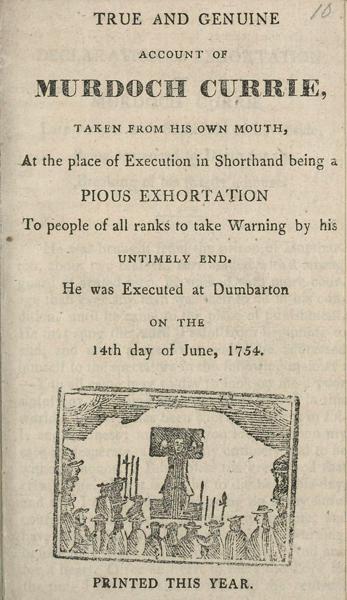 10
TRUE AND GENUINE
ACCOUNT OF
MURDOCH CURRIE,
TAKEN FROM HIS OWN MOUTH,
At the place of Execution in Shorthand being a
PIOUS EXHORTATION
To people of all ranks to take Warning by his
UNTIMELY END.
He was Executed at Dumbarton
ON THE
14th day of June, 1754.
PRINTED THIS YEAR.